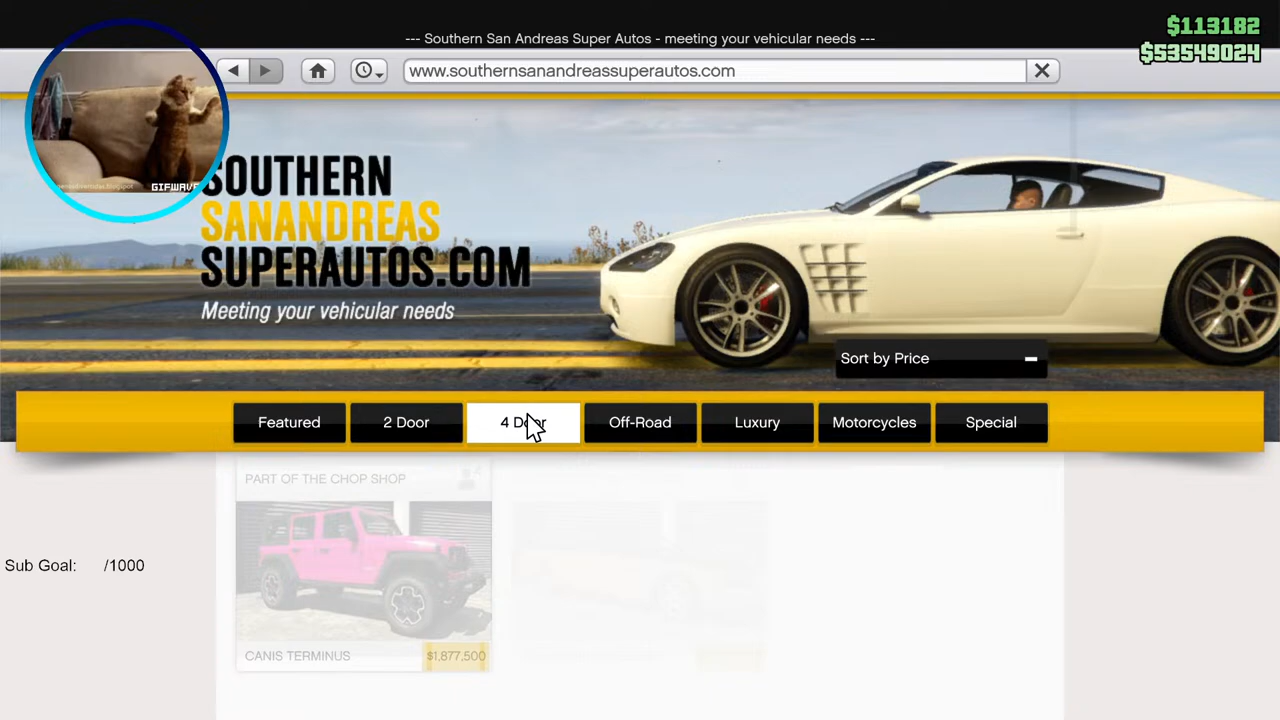 $113182
--- Southern San Andreas Super Autos - meeting your vehicular needs ---
$53549024
www.southernsanandreassuperautos.com
GIFWAVE
SOUTHERN
SANANDREAS
SUPERAUTOS.COM
Meeting your vehicular needs
Sort by Price
Featured
2 Door
4 Door
Off-Road
Luxury
Motorcycles
Special
PART OF THE CHOP SHOP
4
Sub Goal: /1000
CANIS TERMINUS
$1,877,500